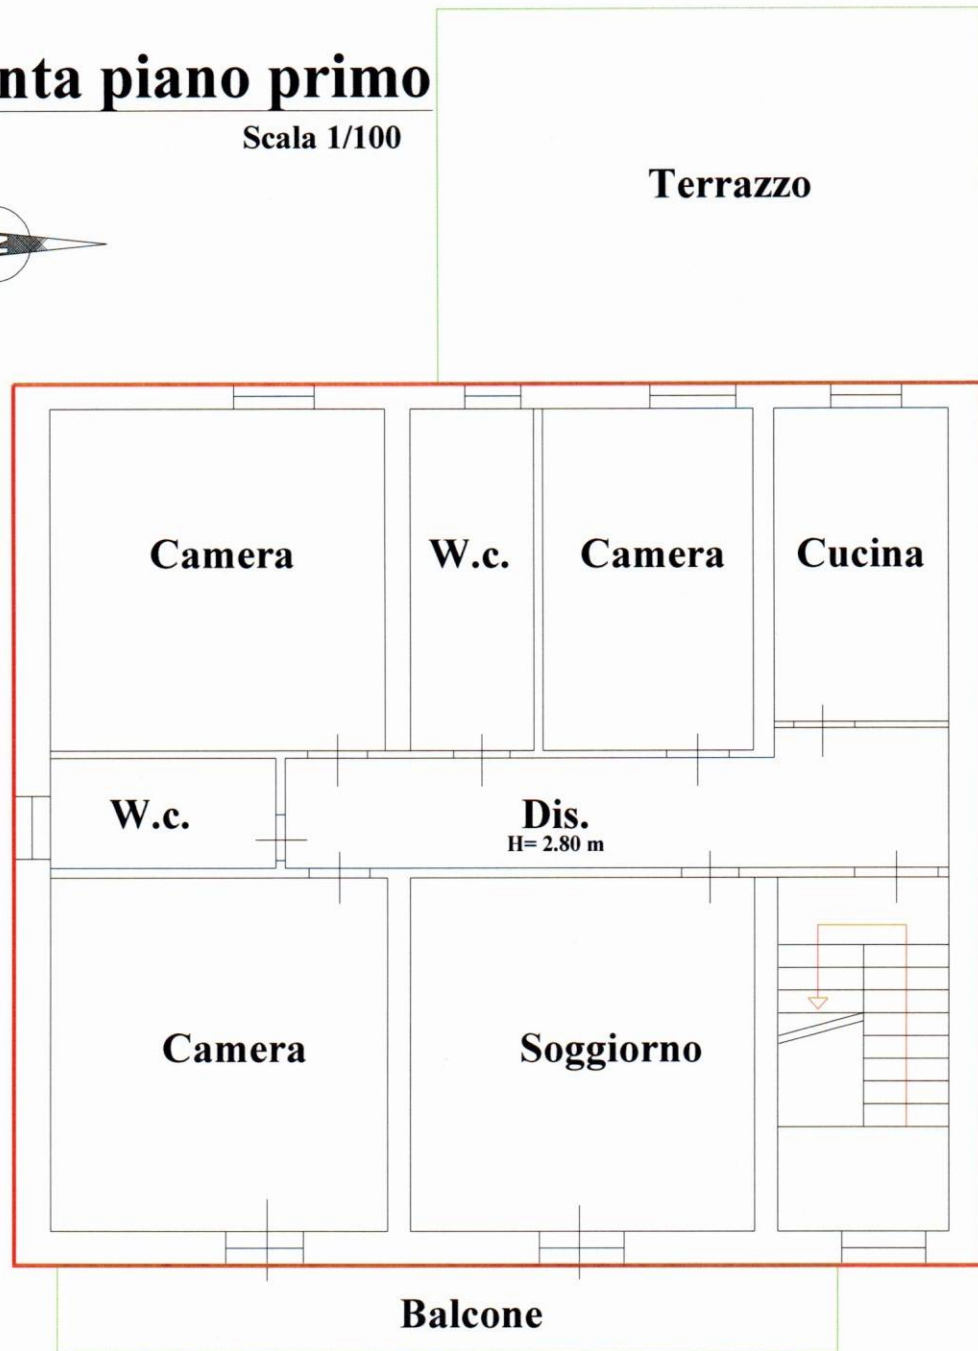 nta piano primo
Scala 1/100
Terrazzo
Camera
W.c.
Camera
Cucina
W.c.
Dis.
H= 2.80 m
Camera
Soggiorno
Balcone